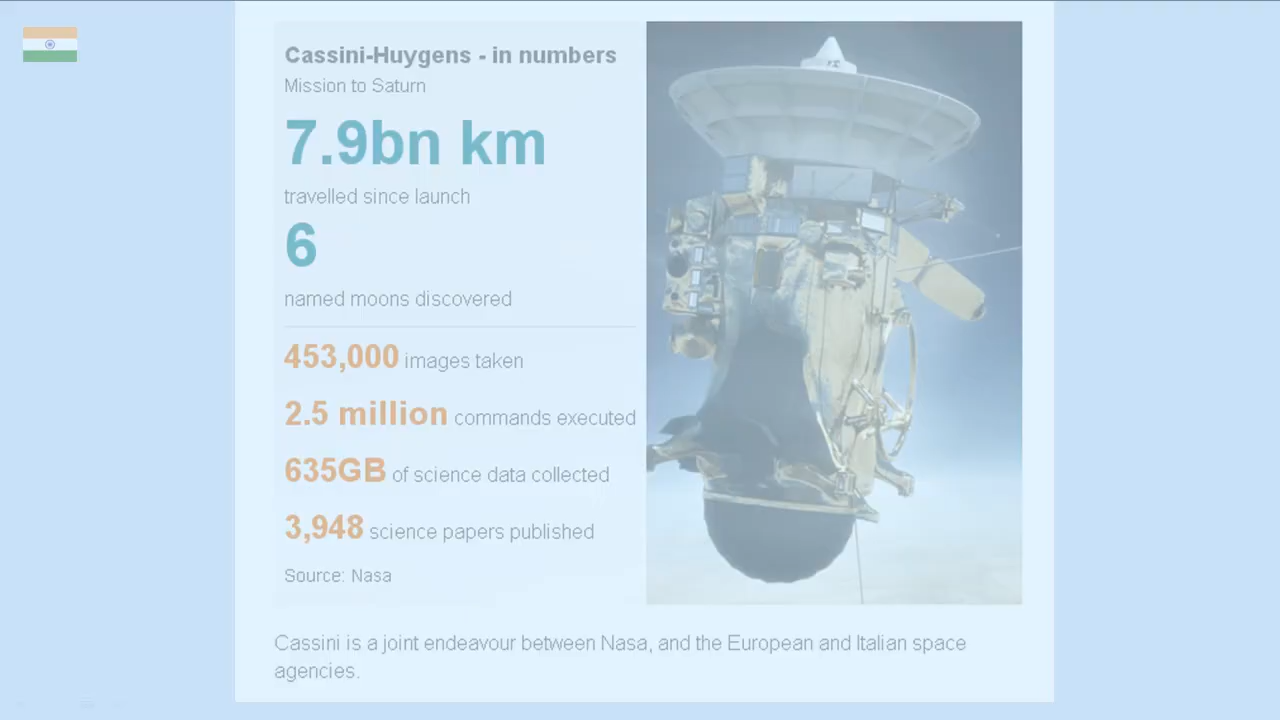 Cassini-Huygens - in numbers
Mission to Saturn
7.9bn km
travelled since launch
6
named moons discovered
453,000 images taken
2.5 million commands executed
635GB of science data collected
3,948 science papers published
Source: Nasa
Cassini is a joint endeavour between Nasa, and the European and Italian space
agencies.